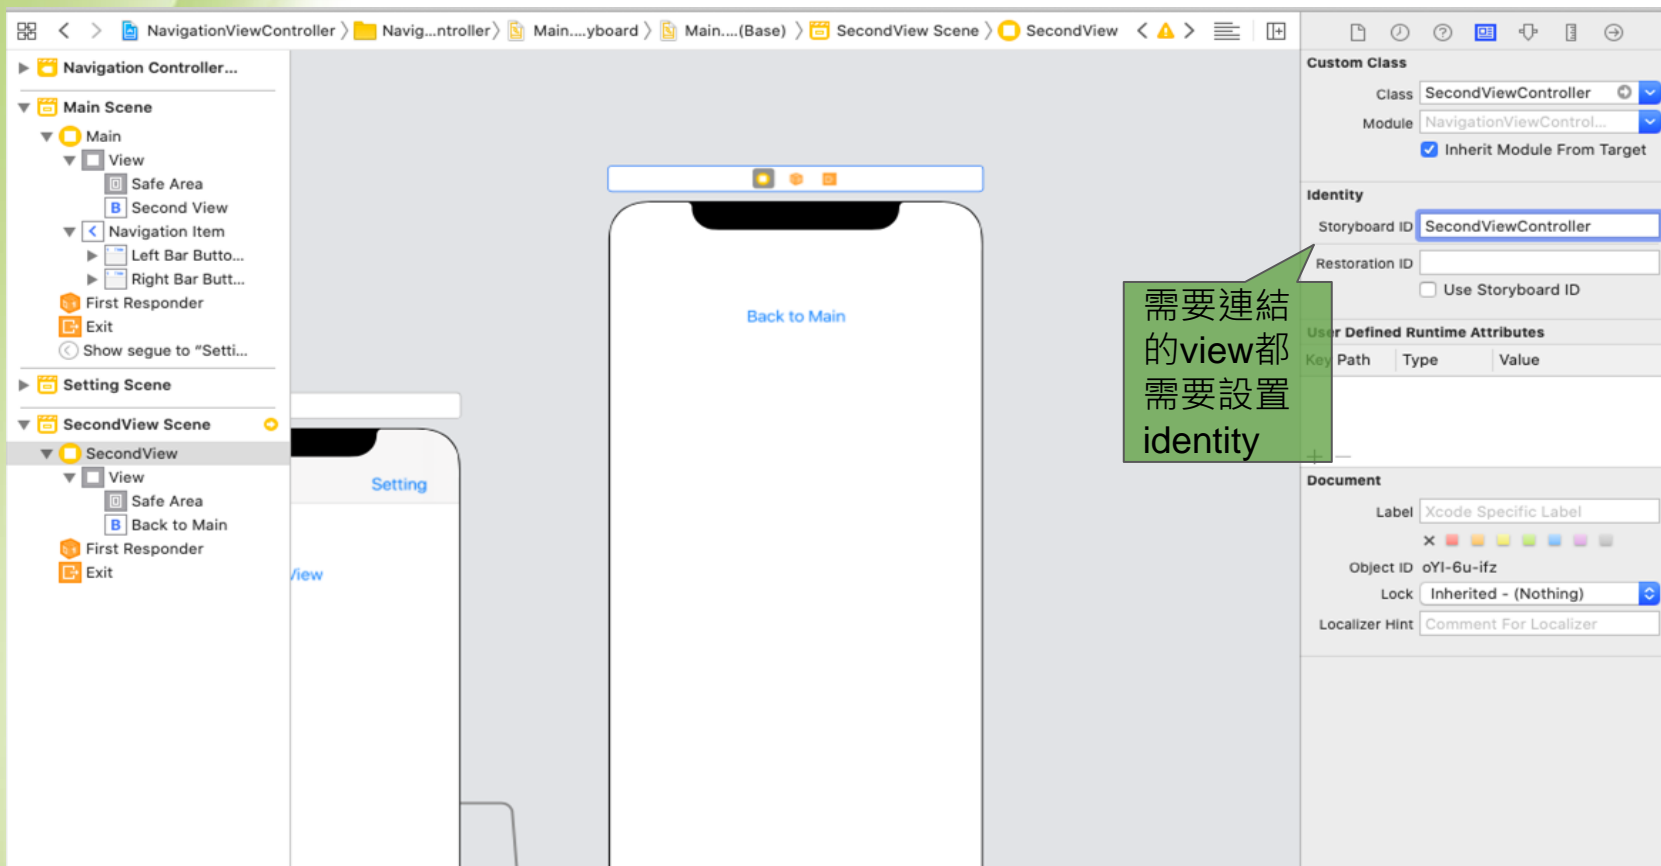 NavigationViewController
Navig...ntroller
Main....yboard
Main....(Base)
SecondView Scene
SecondView
Navigation Controller...
Main Scene
Main
View
Safe Area
B Second View
Navigation Item
Left Bar Butto...
Right Bar Butt...
First Responder
Exit
Show segue to "Setti...
Setting Scene
SecondView Scene
SecondView
View
Safe Area
B Back to Main
First Responder
Exit
Setting
View
Back to Main
需要連結
的view都
需要設置
identity
Custom Class
Class SecondViewController
Module NavigationViewControl...
Inherit Module From Target
Identity
Storyboard ID SecondViewController
Restoration ID
Use Storyboard ID
User Defined Runtime Attributes
Key Path Type Value
Document
Label Xcode Specific Label
Object ID oYI-6u-ifz
Lock Inherited - (Nothing)
Localizer Hint Comment For Localizer